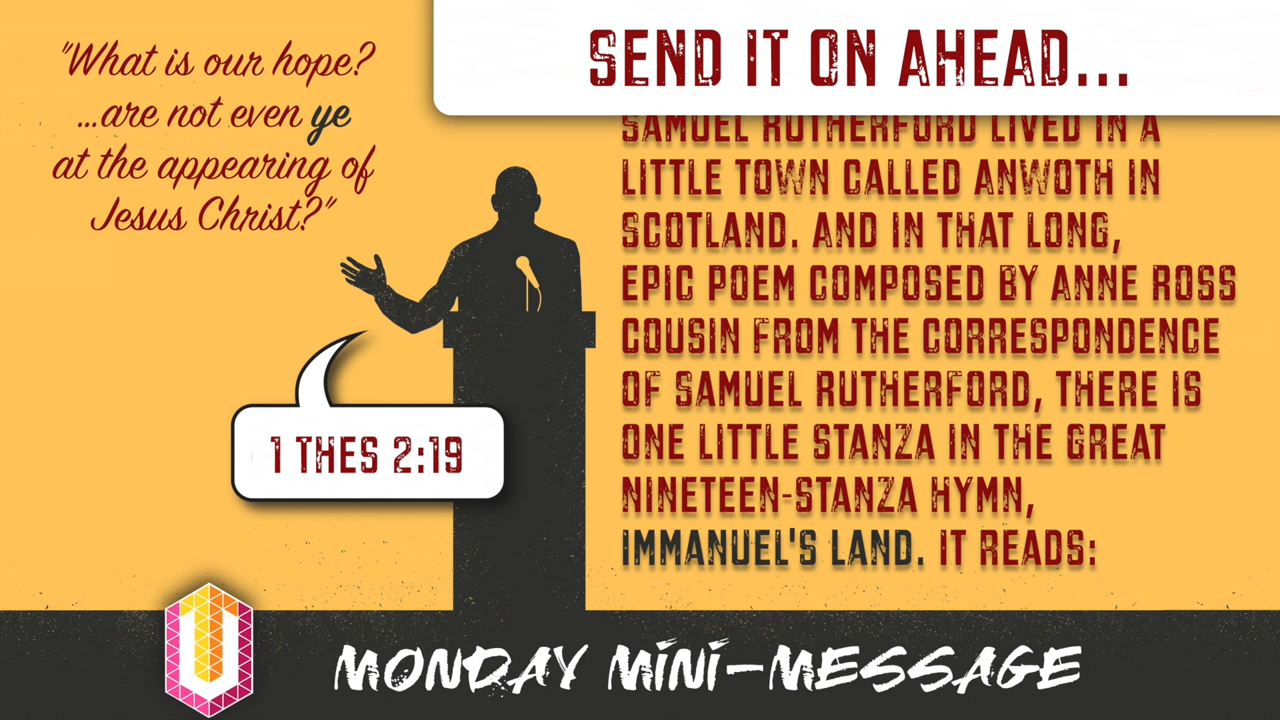 "What is our hope?
...are not even ye
at the appearing of
Jesus Christ?"
SEND IT ON AHEAD...
SAMUEL RUTHERFORD LIVED IN A
LITTLE TOWN CALLED ANWOTH IN
SCOTLAND. AND IN THAT LONG,
EPIC POEM COMPOSED BY ANNE ROSS
COUSIN FROM THE CORRESPONDENCE
OF SAMUEL RUTHERFORD, THERE IS
ONE LITTLE STANZA IN THE GREAT
NINETEEN-STANZA HYMN,
IMMANUEL'S LAND. IT READS:
1 THES 2:19
U
MONDAY MINI-MESSAGE